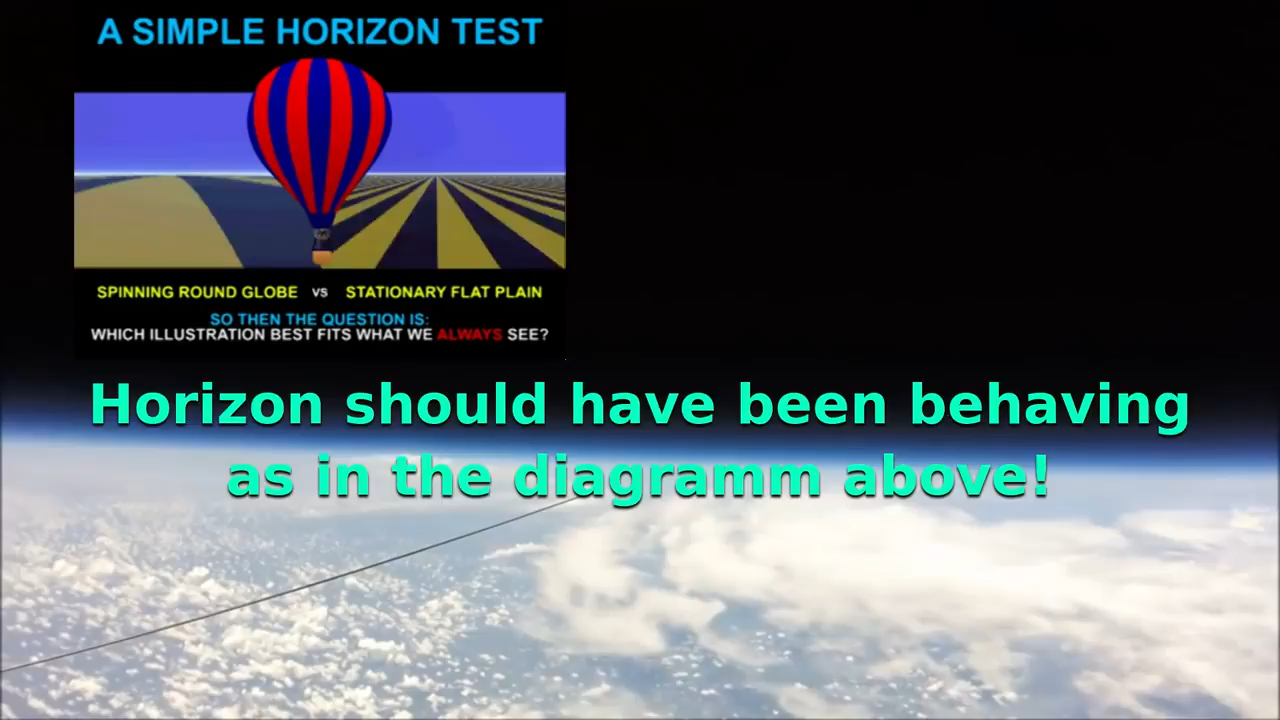 A SIMPLE HORIZON TEST
SPINNING ROUND GLOBE vs STATIONARY FLAT PLAIN
SO THEN THE QUESTION IS:
WHICH ILLUSTRATION BEST FITS WHAT WE ALWAYS SEE?
Horizon should have been behaving
as in the diagramm above!